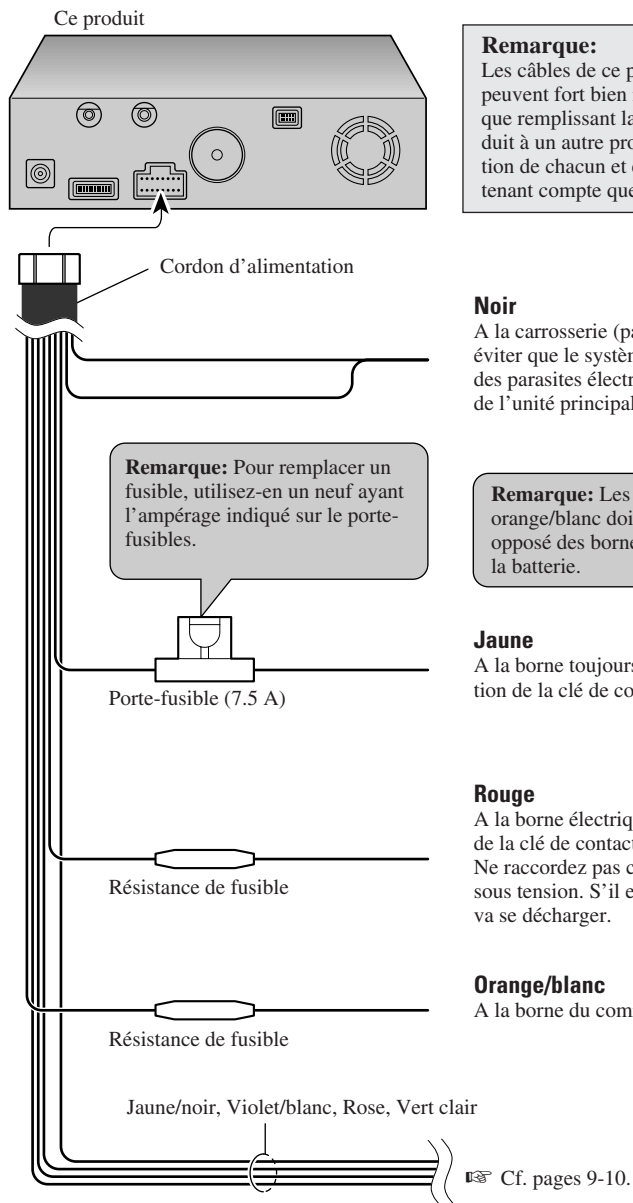 Ce produit
Remarque:
Les câbles de ce p
peuvent fort bien
que remplissant la
duit à un autre pro
tion de chacun et
tenant compte que
Cordon d’alimentation
Noir
A la carrosserie (pa
éviter que le systèm
des parasites électr
de l’unité principal
Remarque: Pour remplacer un
fusible, utilisez-en un neuf ayant
l’ampérage indiqué sur le porte-
fusibles.
Remarque: Les
orange/blanc doi
opposé des borne
la batterie.
Porte-fusible (7.5 A)
Jaune
A la borne toujours
tion de la clé de co
Résistance de fusible
Rouge
A la borne électriq
de la clé de contact
Ne raccordez pas c
sous tension. S’il e
va se décharger.
Résistance de fusible
Orange/blanc
A la borne du com
Jaune/noir, Violet/blanc, Rose, Vert clair
☞ Cf. pages 9-10.